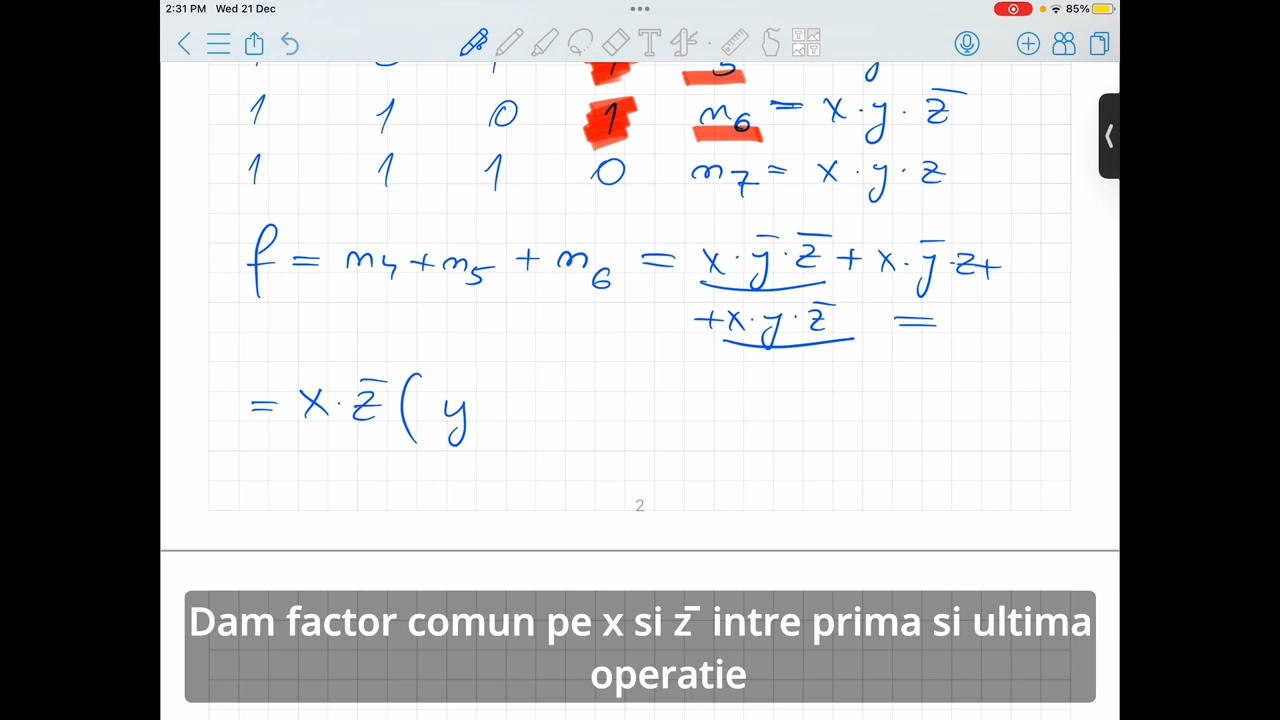 2:31 PM Wed 21 Dec
85%
1 1 0 1 m₆ = x · y · z̅
1 1 1 0 m₇ = x · y · z
f = m₄ + m₅ + m₆ = x · y̅ · z̅ + x · y̅ · z +
+ x · y · z̅ =
= x · z̅ ( y
2
Dam factor comun pe x si z̅ intre prima si ultima
operatie